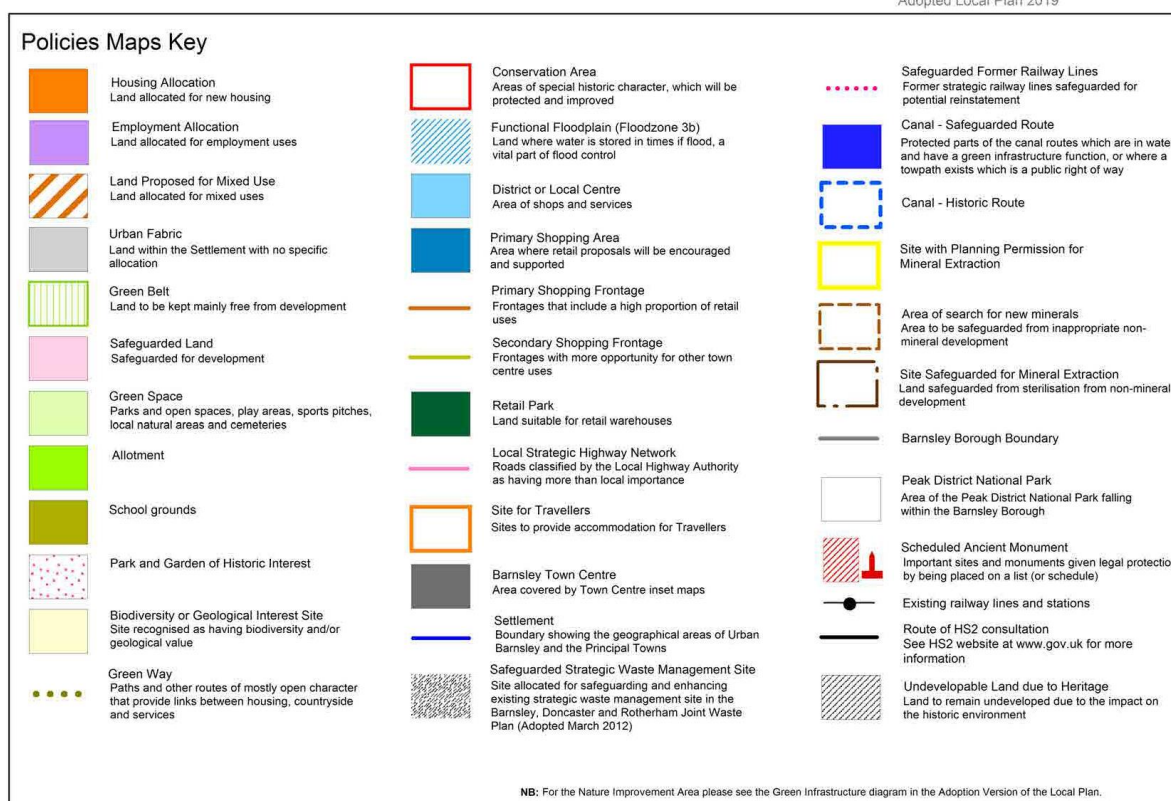 Adopted Local Plan 2019
Policies Maps Key
Housing Allocation
Land allocated for new housing
Employment Allocation
Land allocated for employment uses
Land Proposed for Mixed Use
Land allocated for mixed uses
Urban Fabric
Land within the Settlement with no specific
allocation
Green Belt
Land to be kept mainly free from development
Safeguarded Land
Safeguarded for development
Green Space
Parks and open spaces, play areas, sports pitches,
local natural areas and cemeteries
Allotment
School grounds
Park and Garden of Historic Interest
Biodiversity or Geological Interest Site
Site recognised as having biodiversity and/or
geological value
Green Way
Paths and other routes of mostly open character
that provide links between housing, countryside
and services
Conservation Area
Areas of special historic character, which will be
protected and improved
Functional Floodplain (Floodzone 3b)
Land where water is stored in times if flood, a
vital part of flood control
District or Local Centre
Area of shops and services
Primary Shopping Area
Area where retail proposals will be encouraged
and supported
Primary Shopping Frontage
Frontages that include a high proportion of retail
uses
Secondary Shopping Frontage
Frontages with more opportunity for other town
centre uses
Retail Park
Land suitable for retail warehouses
Local Strategic Highway Network
Roads classified by the Local Highway Authority
as having more than local importance
Site for Travellers
Sites to provide accommodation for Travellers
Barnsley Town Centre
Area covered by Town Centre inset maps
Settlement
Boundary showing the geographical areas of Urban
Barnsley and the Principal Towns
Safeguarded Strategic Waste Management Site
Site allocated for safeguarding and enhancing
existing strategic waste management site in the
Barnsley, Doncaster and Rotherham Joint Waste
Plan (Adopted March 2012)
Safeguarded Former Railway Lines
Former strategic railway lines safeguarded for
potential reinstatement
Canal - Safeguarded Route
Protected parts of the canal routes which are in wate
and have a green infrastructure function, or where a
towpath exists which is a public right of way
Canal - Historic Route
Site with Planning Permission for
Mineral Extraction
Area of search for new minerals
Area to be safeguarded from inappropriate non-
mineral development
Site Safeguarded for Mineral Extraction
Land safeguarded from sterilisation from non-mineral
development
Barnsley Borough Boundary
Peak District National Park
Area of the Peak District National Park falling
within the Barnsley Borough
Scheduled Ancient Monument
Important sites and monuments given legal protectio
by being placed on a list (or schedule)
Existing railway lines and stations
Route of HS2 consultation
See HS2 website at www.gov.uk for more
information
Undevelopable Land due to Heritage
Land to remain undeveloped due to the impact on
the historic environment
NB: For the Nature Improvement Area please see the Green Infrastructure diagram in the Adoption Version of the Local Plan.